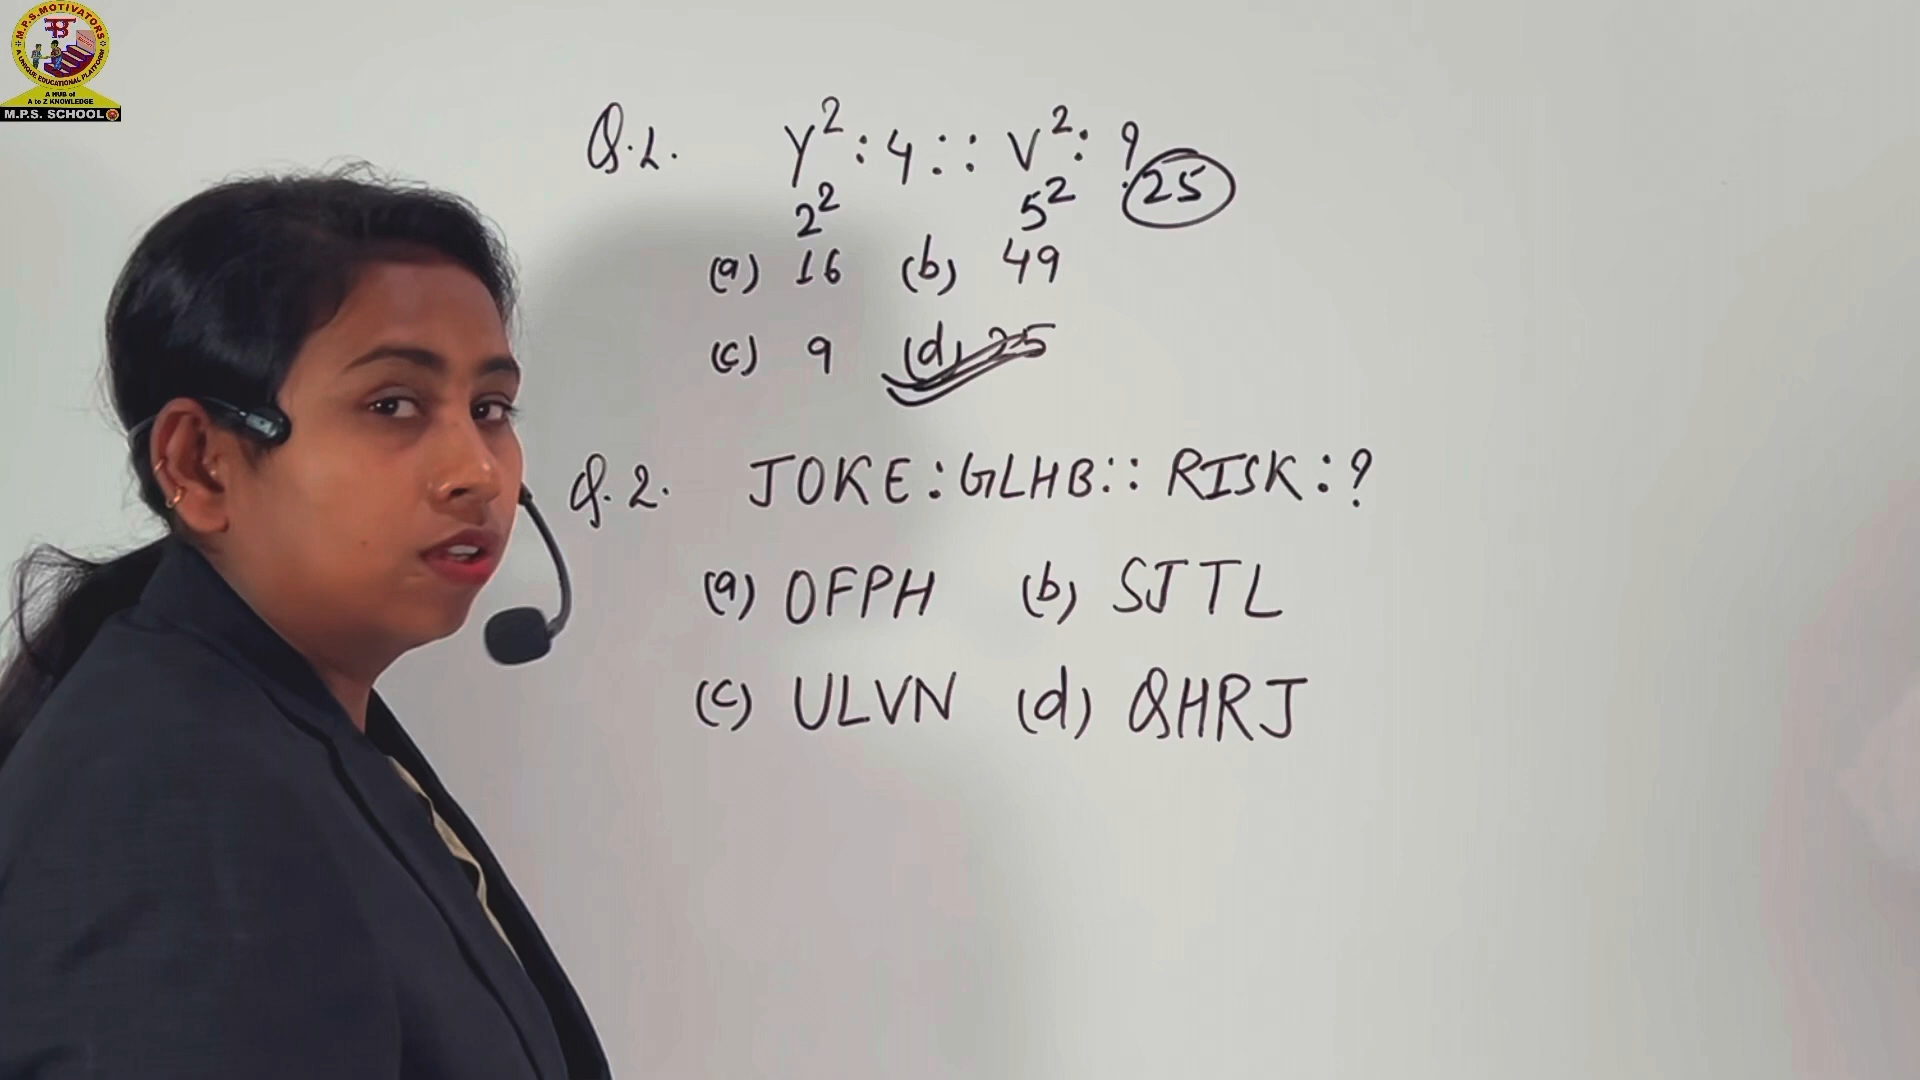 M.P.S. MOTIVATORS
A UNIQUE EDUCATIONAL PLATFORM
A HUB of
A to Z KNOWLEDGE
M.P.S. SCHOOL
Q.1. Y² : 4 :: V² : ?
2² 5² 25
(a) 16 (b) 49
(c) 9 (d) 25
Q.2. JOKE : GLHB :: RISK : ?
(a) OFPH (b) SJTL
(c) ULVN (d) QHRJ